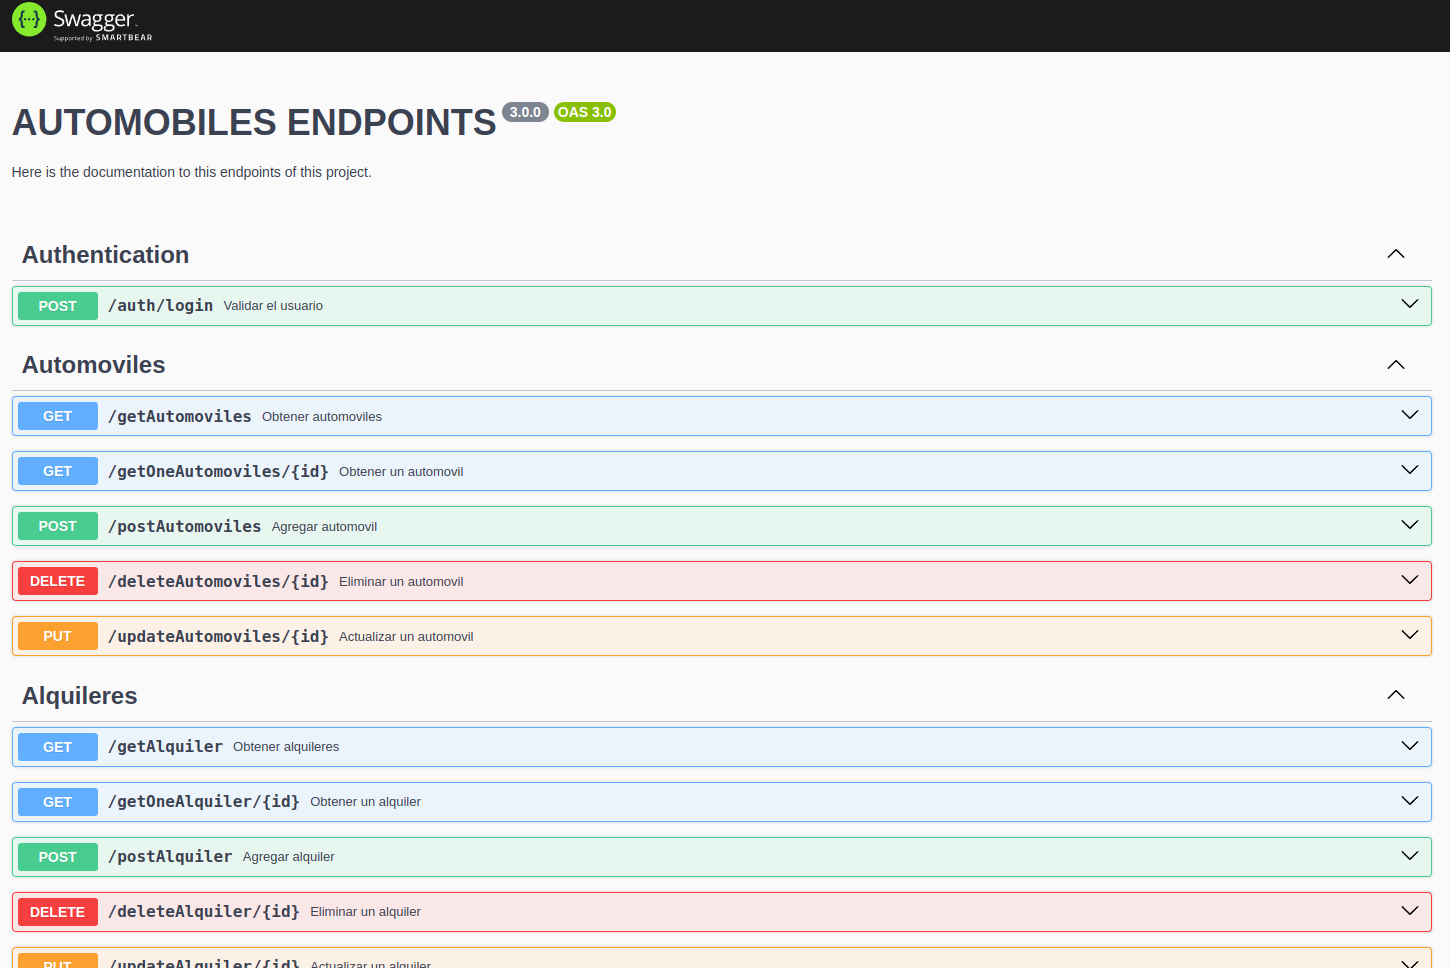 Swagger
Supported by SMARTBEAR
AUTOMOBILES ENDPOINTS 3.0.0 OAS 3.0
Here is the documentation to this endpoints of this project.
Authentication
POST /auth/login Validar el usuario
Automoviles
GET /getAutomoviles Obtener automoviles
GET /getOneAutomoviles/{id} Obtener un automovil
POST /postAutomoviles Agregar automovil
DELETE /deleteAutomoviles/{id} Eliminar un automovil
PUT /updateAutomoviles/{id} Actualizar un automovil
Alquileres
GET /getAlquiler Obtener alquileres
GET /getOneAlquiler/{id} Obtener un alquiler
POST /postAlquiler Agregar alquiler
DELETE /deleteAlquiler/{id} Eliminar un alquiler
PUT /updateAlquiler/{id} Actualizar un alquiler